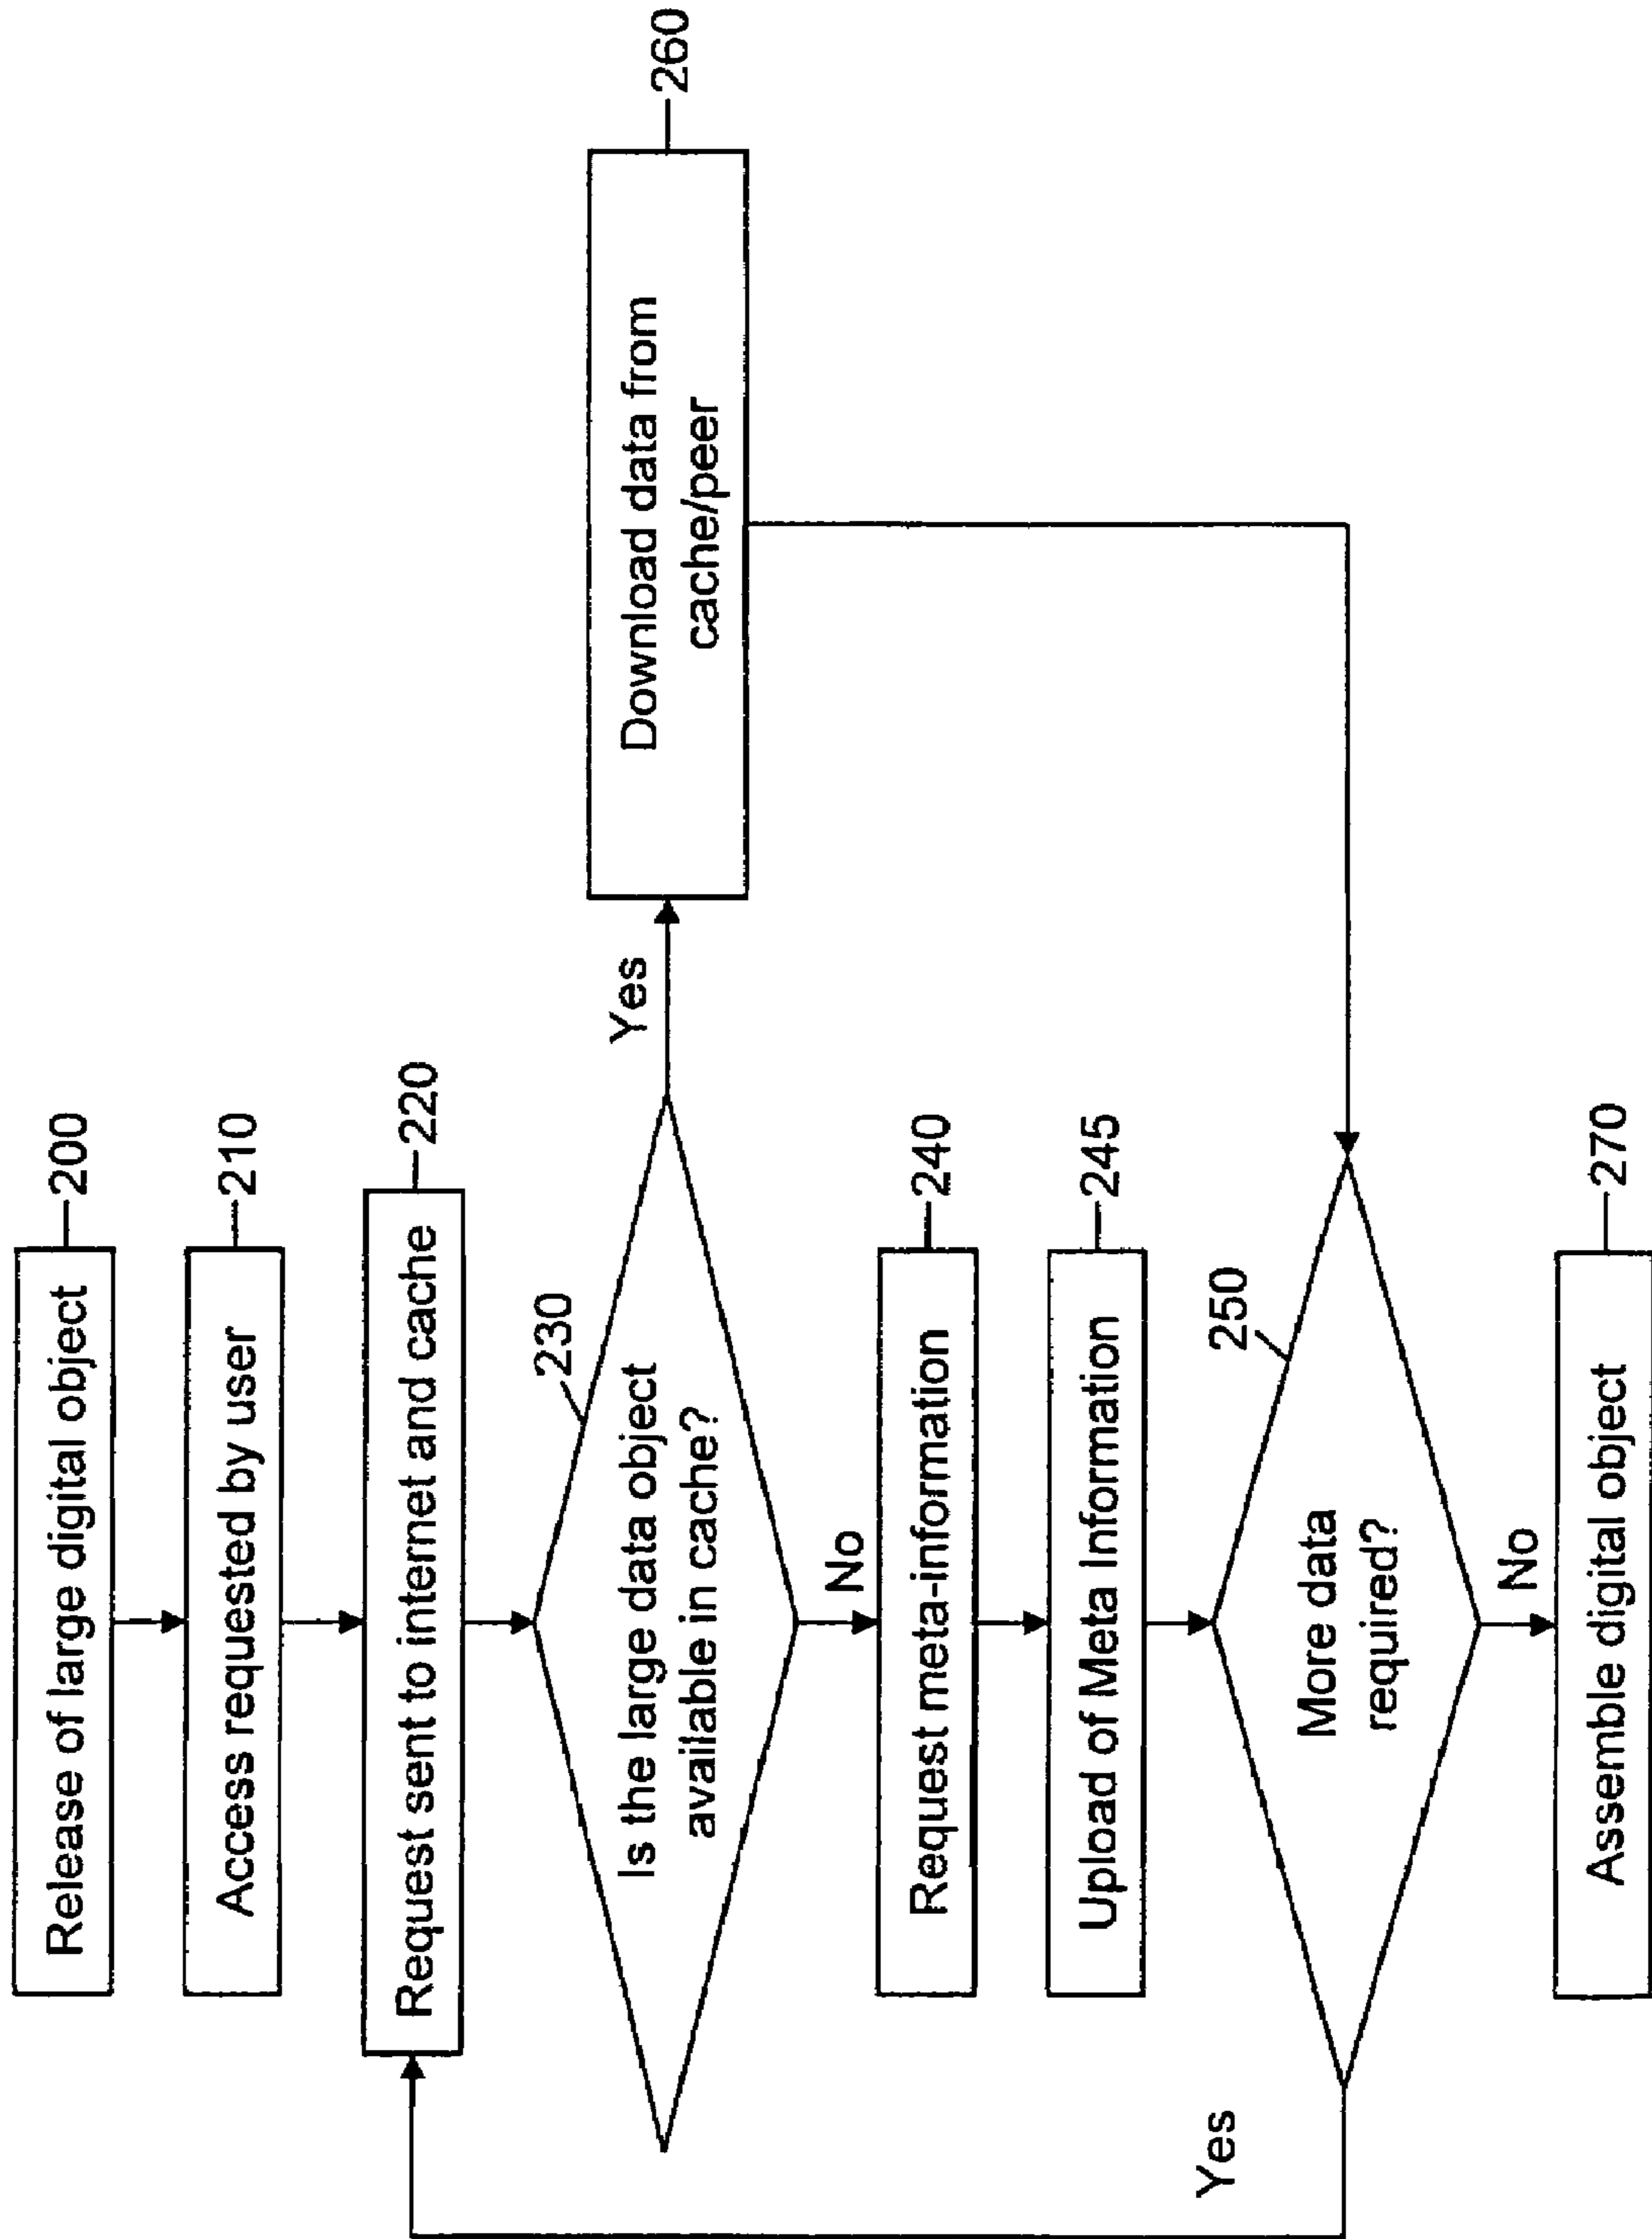 Release of large digital object
200
Access requested by user
210
Request sent to internet and cache
220
230
Is the large data object
available in cache?
Yes
Download data from
cache/peer
260
No
Request meta-information
240
Upload of Meta Information
245
250
More data
required?
Yes
No
Assemble digital object
270